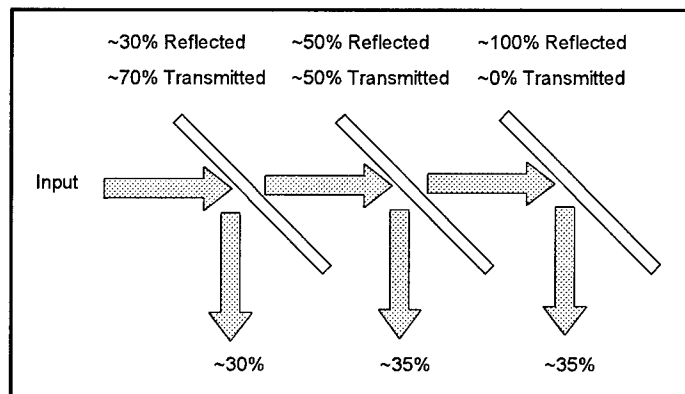 ~30% Reflected ~50% Reflected ~100% Reflected
~70% Transmitted ~50% Transmitted ~0% Transmitted
Input
~30% ~35% ~35%